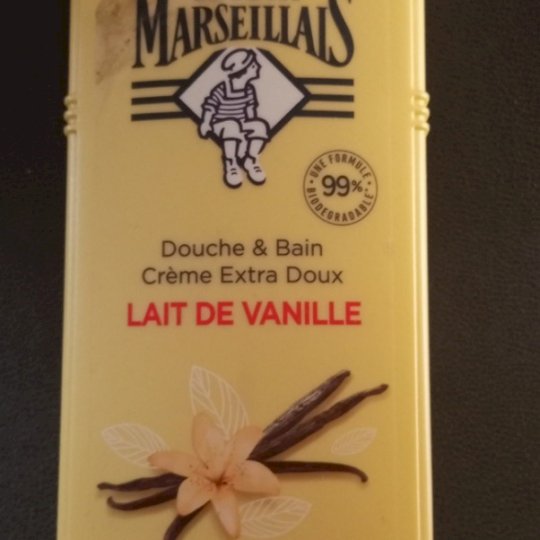 MARSEILLAIS
UNE FORMULE
99%
BIODEGRADABLE
Douche & Bain
Crème Extra Doux
LAIT DE VANILLE